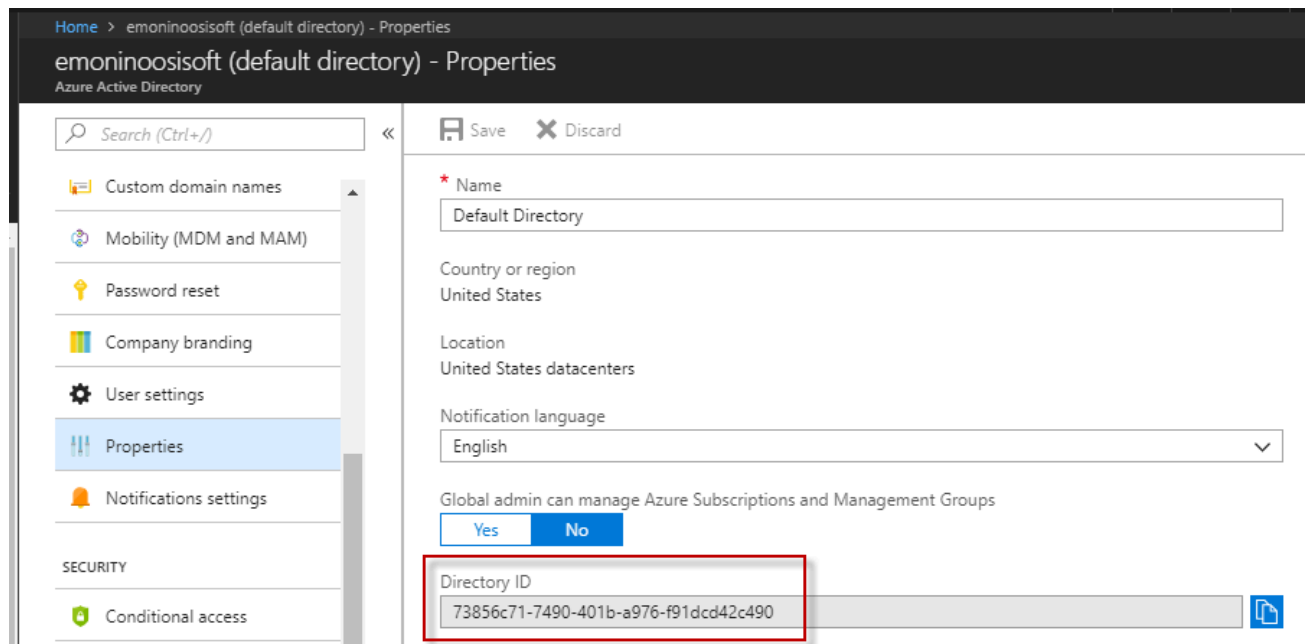 Home > emoninoosisoft (default directory) - Properties
emoninoosisoft (default directory) - Properties
Azure Active Directory
Search (Ctrl+/)
«
Custom domain names
Mobility (MDM and MAM)
Password reset
Company branding
User settings
Properties
Notifications settings
SECURITY
Conditional access
Save Discard
* Name
Default Directory
Country or region
United States
Location
United States datacenters
Notification language
English
Global admin can manage Azure Subscriptions and Management Groups
Yes No
Directory ID
73856c71-7490-401b-a976-f91dcd42c490